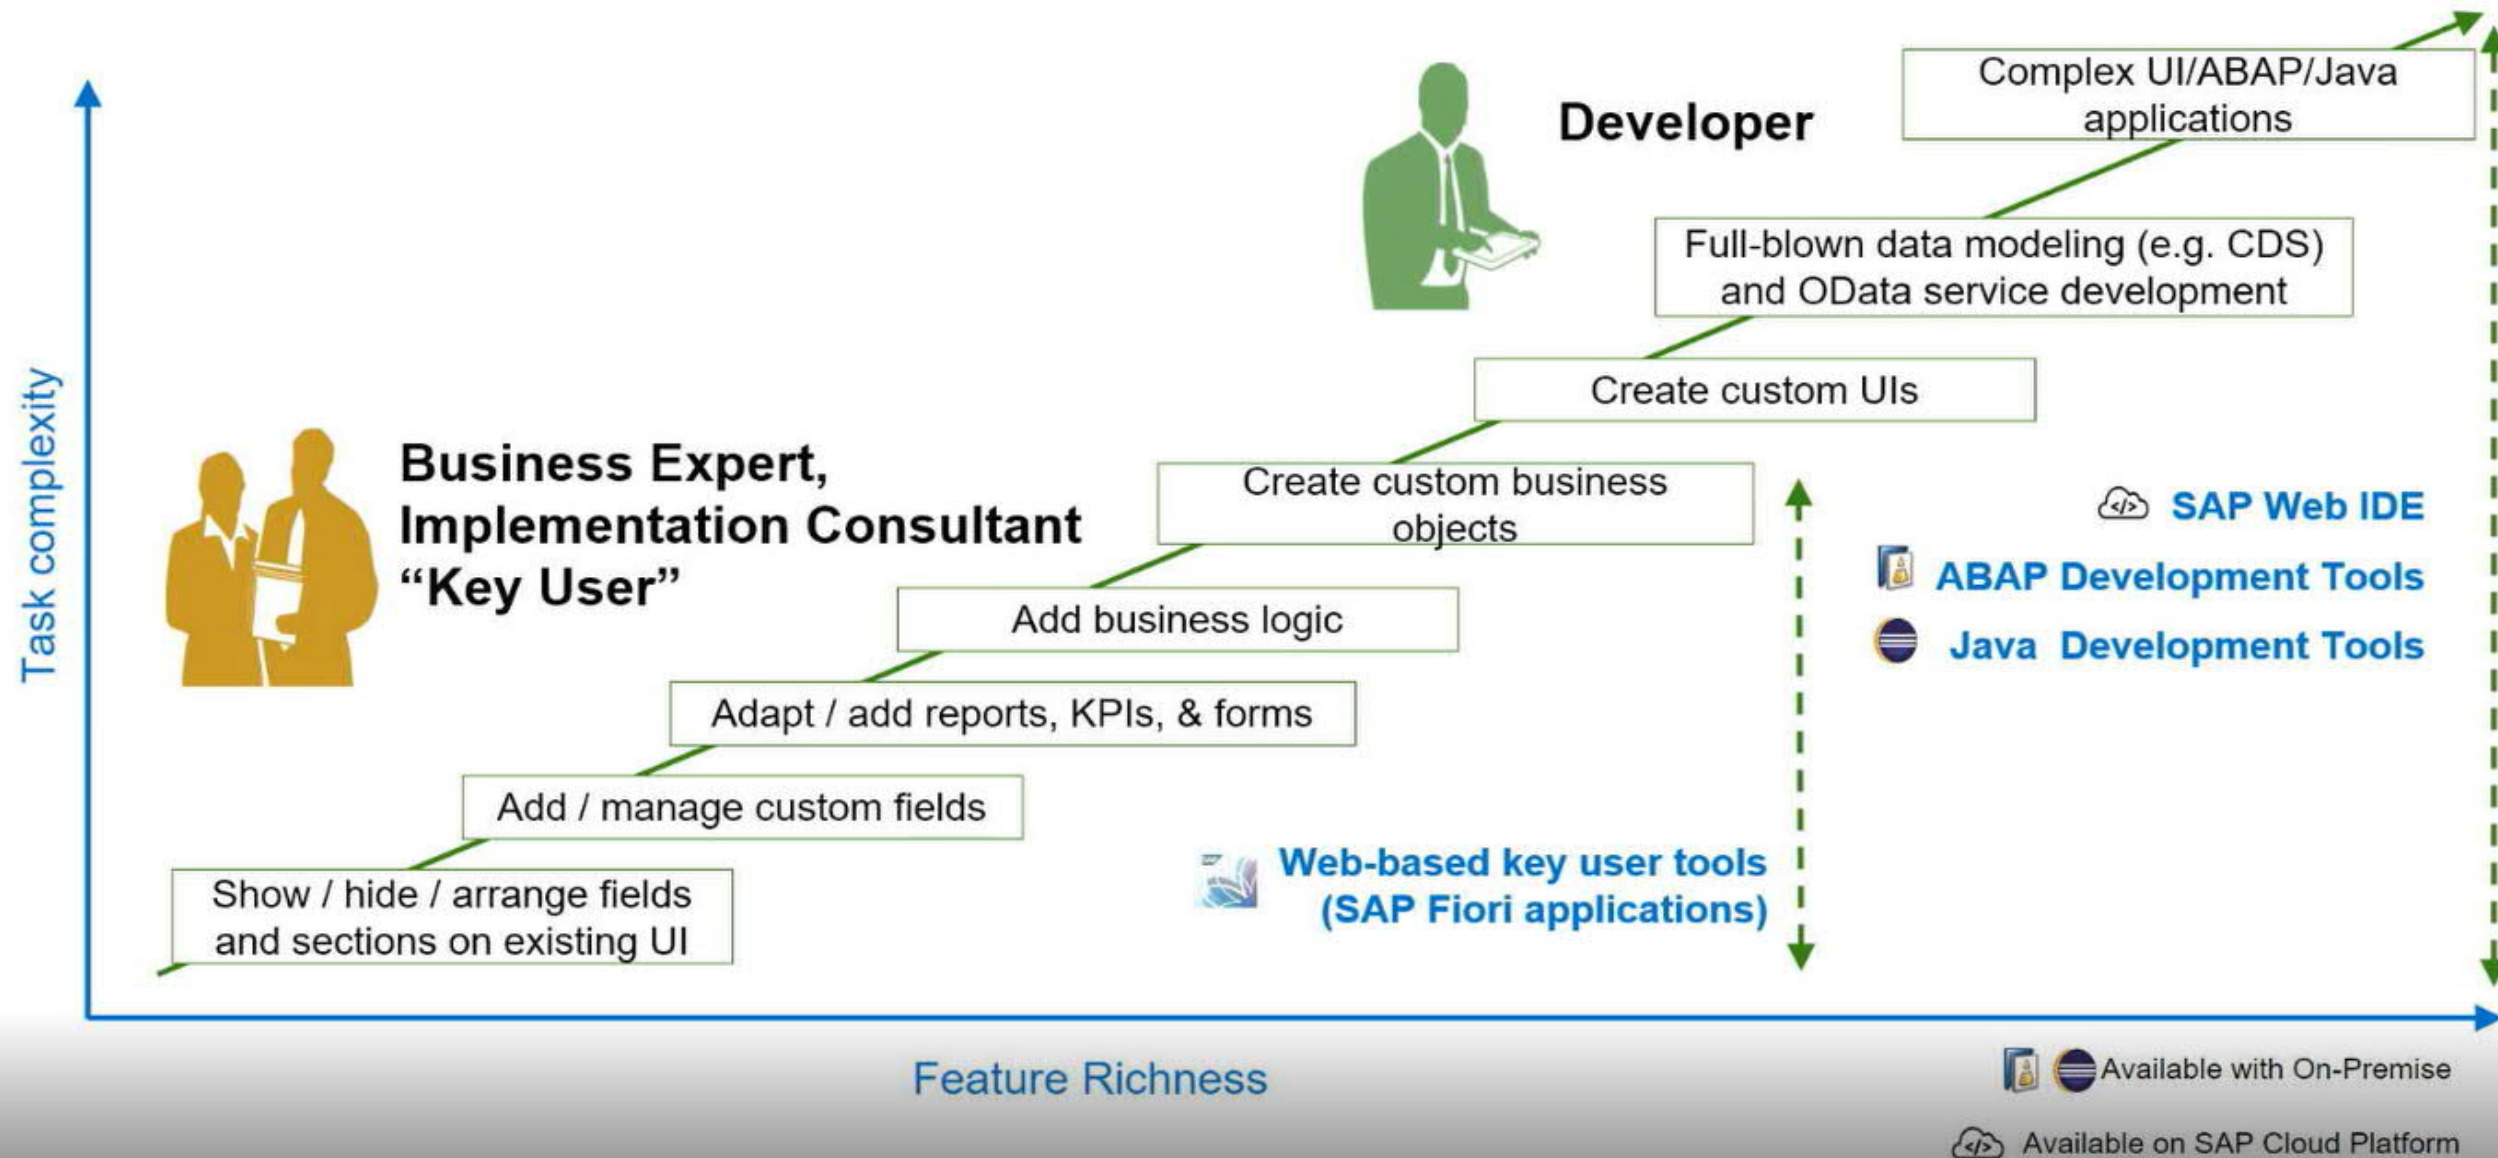 Complex UI/ABAP/Java
applications
Developer
Full-blown data modeling (e.g. CDS)
and OData service development
Create custom UIs
Task complexity
Business Expert,
Implementation Consultant
“Key User”
Create custom business
objects
SAP Web IDE
ABAP Development Tools
Java Development Tools
Add business logic
Adapt / add reports, KPIs, & forms
Add / manage custom fields
Web-based key user tools
(SAP Fiori applications)
Show / hide / arrange fields
and sections on existing UI
Feature Richness
Available with On-Premise
</> Available on SAP Cloud Platform